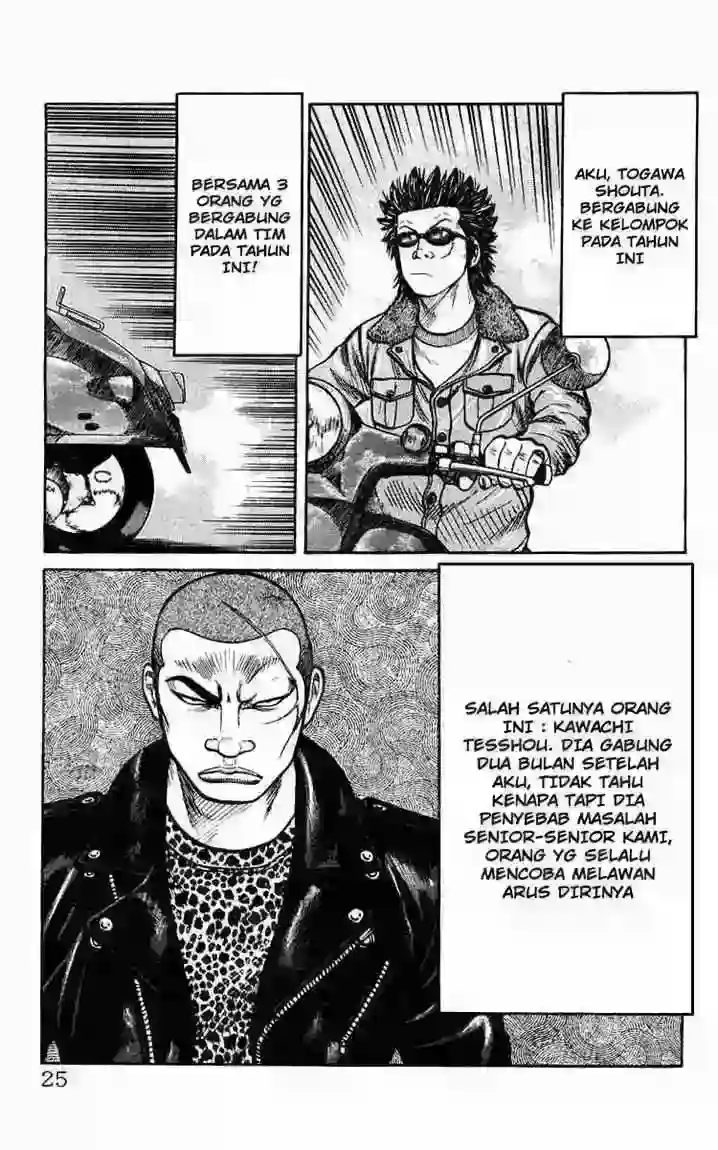 AKU, TOGAWA
SHOUTA.
BERGABUNG
KE KELOMPOK
PADA TAHUN
INI
BERSAMA 3
ORANG YG
BERGABUNG
DALAM TIM
PADA TAHUN
INI!
SALAH SATUNYA ORANG
INI : KAWACHI
TESSHOU. DIA GABUNG
DUA BULAN SETELAH
AKU, TIDAK TAHU
KENAPA TAPI DIA
PENYEBAB MASALAH
SENIOR-SENIOR KAMI,
ORANG YG SELALU
MENCOBA MELAWAN
ARUS DIRINYA
25